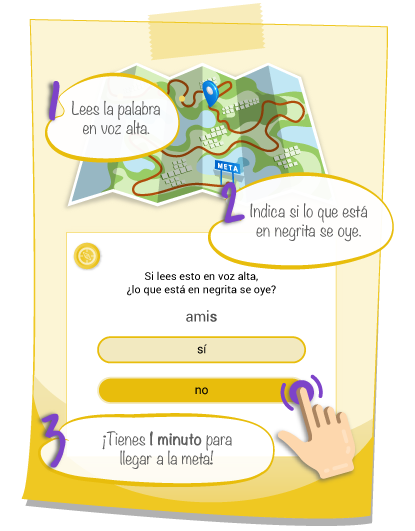 1
Lees la palabra
en voz alta.
META
2
Indica si lo que está
en negrita se oye.
Si lees esto en voz alta,
¿lo que está en negrita se oye?
amis
sí
no
3
¡Tienes 1 minuto para
llegar a la meta!